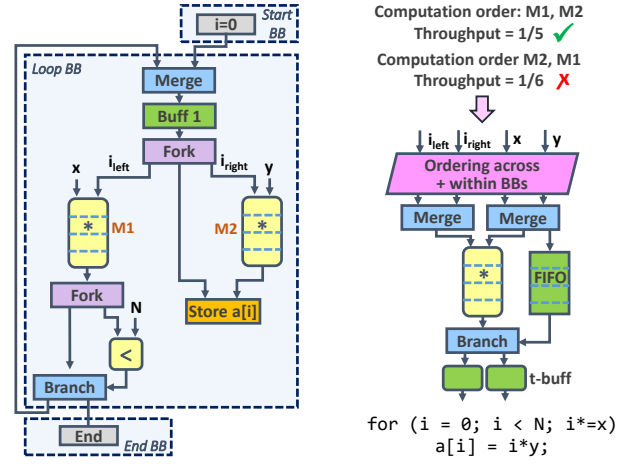 Start
BB
i=0
Loop BB
Merge
Buff 1
Fork
i_left
i_right
x
y
*
M1
M2
*
Fork
N
Store a[i]
<
Branch
End
End BB
Computation order: M1, M2
Throughput = 1/5 ✓
Computation order M2, M1
Throughput = 1/6 ✗
i_left i_right x y
Ordering across
+ within BBs
Merge Merge
*
FIFO
Branch
t-buff
for (i = 0; i < N; i*=x)
a[i] = i*y;